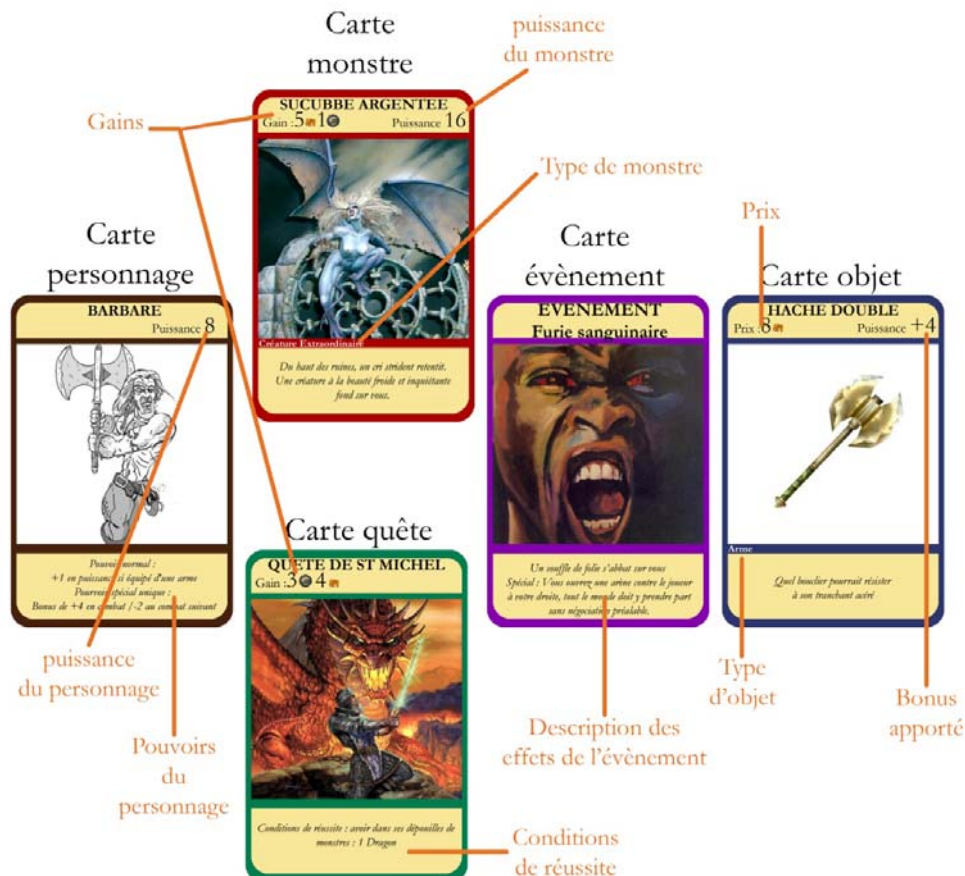 Carte
monstre
puissance
du monstre
Gains
SUCUBBE ARGENTEE
Gain :5 1
Puissance 16
Type de monstre
Créature Extraordinaire
Du haut des ruines, un cri strident retentit.
Une créature à la beauté froide et inquiétante
fond sur vous.
Carte
personnage
BARBARE
Puissance 8
Pouvoir normal :
+1 en puissance si équipé d'une arme
Pourvoir spécial unique :
Bonus de +4 en combat /-2 au combat suivant
puissance
du personnage
Pouvoirs
du
personnage
Carte quête
QUETE DE ST MICHEL
Gain :3 4
Conditions de réussite : avoir dans ses dépouilles de
monstres : 1 Dragon
Conditions
de réussite
Carte
évènement
EVENEMENT
Furie sanguinaire
Un souffle de folie s'abbat sur vous
Spécial : Vous ouvrez une arène contre le joueur
à votre droite, tout le monde doit y prendre part
sans négociation préalable.
Description des
effets de l'évènement
Prix
Carte objet
HACHE DOUBLE
Prix :8
Puissance +4
Arme
Quel bouclier pourrait résister
à son tranchant acéré
Type
d'objet
Bonus
apporté